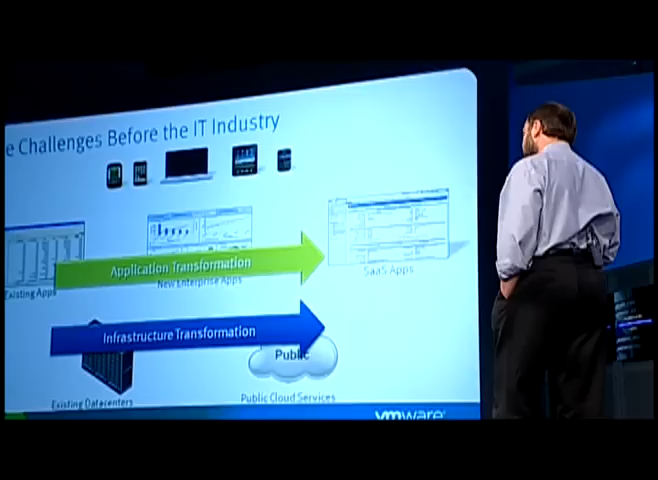 e Challenges Before the IT Industry
Application Transformation
Existing Apps
New Enterprise Apps
SaaS Apps
Infrastructure Transformation
Public
Existing Datacenters
Public Cloud Services
vmware